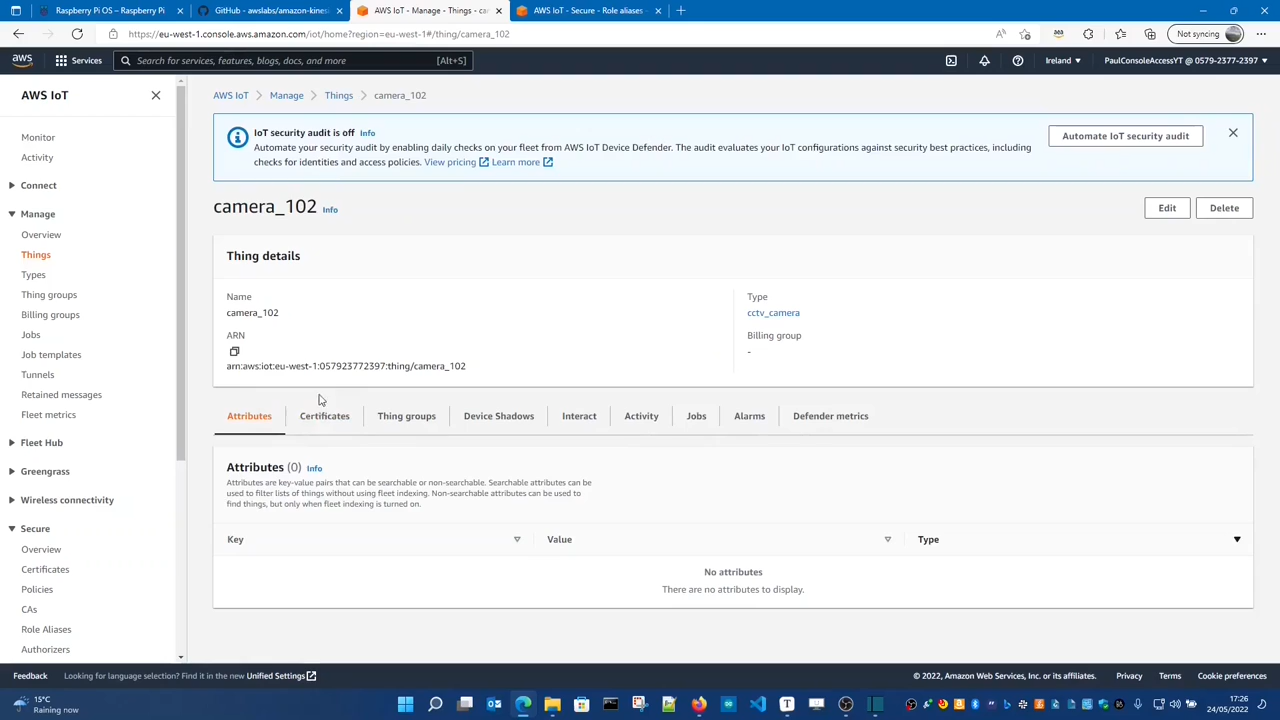 Raspberry Pi OS – Raspberry Pi
GitHub - awslabs/amazon-kinesi
AWS IoT - Manage - Things - can
AWS IoT - Secure - Role aliases -
https://eu-west-1.console.aws.amazon.com/iot/home?region=eu-west-1#/thing/camera_102
Not syncing
aws
Services
Search for services, features, blogs, docs, and more
[Alt+S]
Ireland
PaulConsoleAccessYT @ 0579-2377-2397
AWS IoT
Monitor
Activity
Connect
Manage
Overview
Things
Types
Thing groups
Billing groups
Jobs
Job templates
Tunnels
Retained messages
Fleet metrics
Fleet Hub
Greengrass
Wireless connectivity
Secure
Overview
Certificates
Policies
CAs
Role Aliases
Authorizers
AWS IoT > Manage > Things > camera_102
IoT security audit is off Info
Automate your security audit by enabling daily checks on your fleet from AWS IoT Device Defender. The audit evaluates your IoT configurations against security best practices, including
checks for identities and access policies. View pricing Learn more
Automate IoT security audit
camera_102 Info
Edit
Delete
Thing details
Name
camera_102
ARN
arn:aws:iot:eu-west-1:057923772397:thing/camera_102
Type
cctv_camera
Billing group
-
Attributes
Certificates
Thing groups
Device Shadows
Interact
Activity
Jobs
Alarms
Defender metrics
Attributes (0) Info
Attributes are key-value pairs that can be searchable or non-searchable. Searchable attributes can be
used to filter lists of things without using fleet indexing. Non-searchable attributes can be used to
find things, but only when fleet indexing is turned on.
Key
Value
Type
No attributes
There are no attributes to display.
Feedback
Looking for language selection? Find it in the new Unified Settings
© 2022, Amazon Web Services, Inc. or its affiliates.
Privacy
Terms
Cookie preferences
15°C
Raining now
17:26
24/05/2022